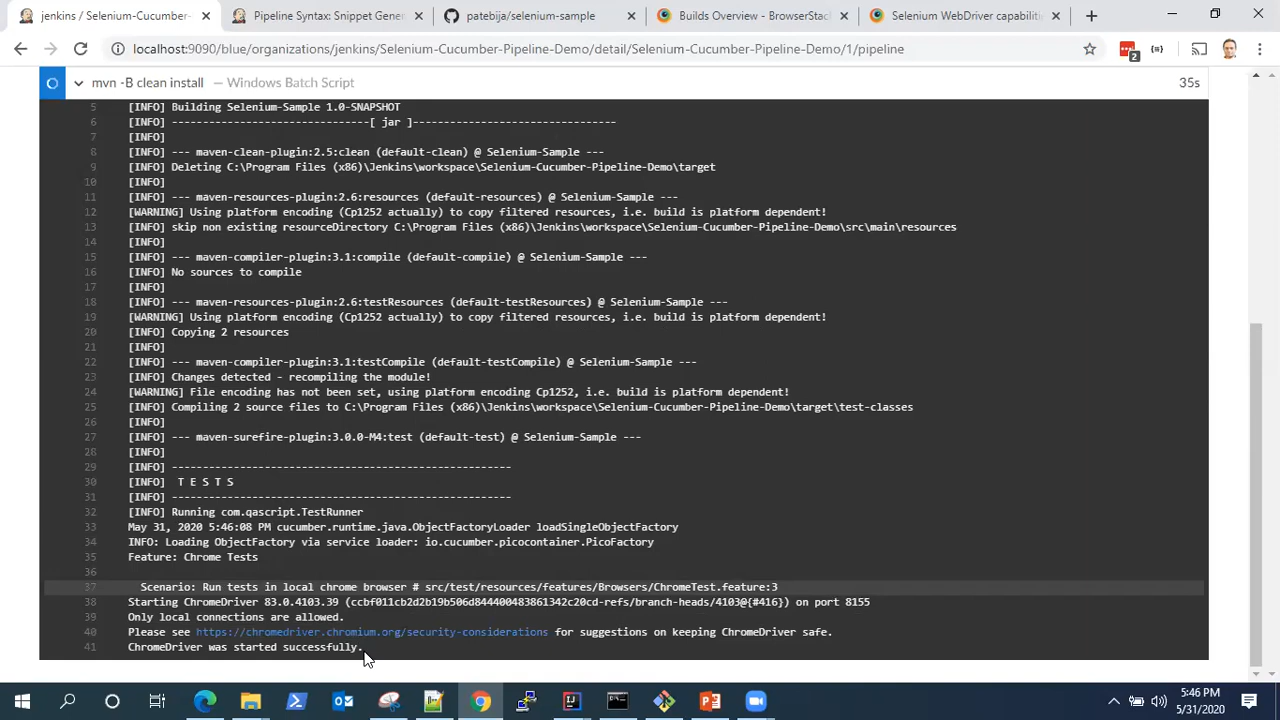 jenkins / Selenium-Cucumber-
Pipeline Syntax: Snippet Gener
patebija/selenium-sample
Builds Overview - BrowserStac
Selenium WebDriver capabiliti
localhost:9090/blue/organizations/jenkins/Selenium-Cucumber-Pipeline-Demo/detail/Selenium-Cucumber-Pipeline-Demo/1/pipeline
2
mvn -B clean install — Windows Batch Script 35s
5 [INFO] Building Selenium-Sample 1.0-SNAPSHOT
6 [INFO] --------------------------------[ jar ]---------------------------------
7 [INFO]
8 [INFO] --- maven-clean-plugin:2.5:clean (default-clean) @ Selenium-Sample ---
9 [INFO] Deleting C:\Program Files (x86)\Jenkins\workspace\Selenium-Cucumber-Pipeline-Demo\target
10 [INFO]
11 [INFO] --- maven-resources-plugin:2.6:resources (default-resources) @ Selenium-Sample ---
12 [WARNING] Using platform encoding (Cp1252 actually) to copy filtered resources, i.e. build is platform dependent!
13 [INFO] skip non existing resourceDirectory C:\Program Files (x86)\Jenkins\workspace\Selenium-Cucumber-Pipeline-Demo\src\main\resources
14 [INFO]
15 [INFO] --- maven-compiler-plugin:3.1:compile (default-compile) @ Selenium-Sample ---
16 [INFO] No sources to compile
17 [INFO]
18 [INFO] --- maven-resources-plugin:2.6:testResources (default-testResources) @ Selenium-Sample ---
19 [WARNING] Using platform encoding (Cp1252 actually) to copy filtered resources, i.e. build is platform dependent!
20 [INFO] Copying 2 resources
21 [INFO]
22 [INFO] --- maven-compiler-plugin:3.1:testCompile (default-testCompile) @ Selenium-Sample ---
23 [INFO] Changes detected - recompiling the module!
24 [WARNING] File encoding has not been set, using platform encoding Cp1252, i.e. build is platform dependent!
25 [INFO] Compiling 2 source files to C:\Program Files (x86)\Jenkins\workspace\Selenium-Cucumber-Pipeline-Demo\target\test-classes
26 [INFO]
27 [INFO] --- maven-surefire-plugin:3.0.0-M4:test (default-test) @ Selenium-Sample ---
28 [INFO]
29 [INFO] -------------------------------------------------------
30 [INFO] T E S T S
31 [INFO] -------------------------------------------------------
32 [INFO] Running com.qascript.TestRunner
33 May 31, 2020 5:46:08 PM cucumber.runtime.java.ObjectFactoryLoader loadSingleObjectFactory
34 INFO: Loading ObjectFactory via service loader: io.cucumber.picocontainer.PicoFactory
35 Feature: Chrome Tests
36
37 Scenario: Run tests in local chrome browser # src/test/resources/features/Browsers/ChromeTest.feature:3
38 Starting ChromeDriver 83.0.4103.39 (ccbf011cb2d2b19b506d844400483861342c20cd-refs/branch-heads/4103@{#416}) on port 8155
39 Only local connections are allowed.
40 Please see https://chromedriver.chromium.org/security-considerations for suggestions on keeping ChromeDriver safe.
41 ChromeDriver was started successfully.
5:46 PM
5/31/2020